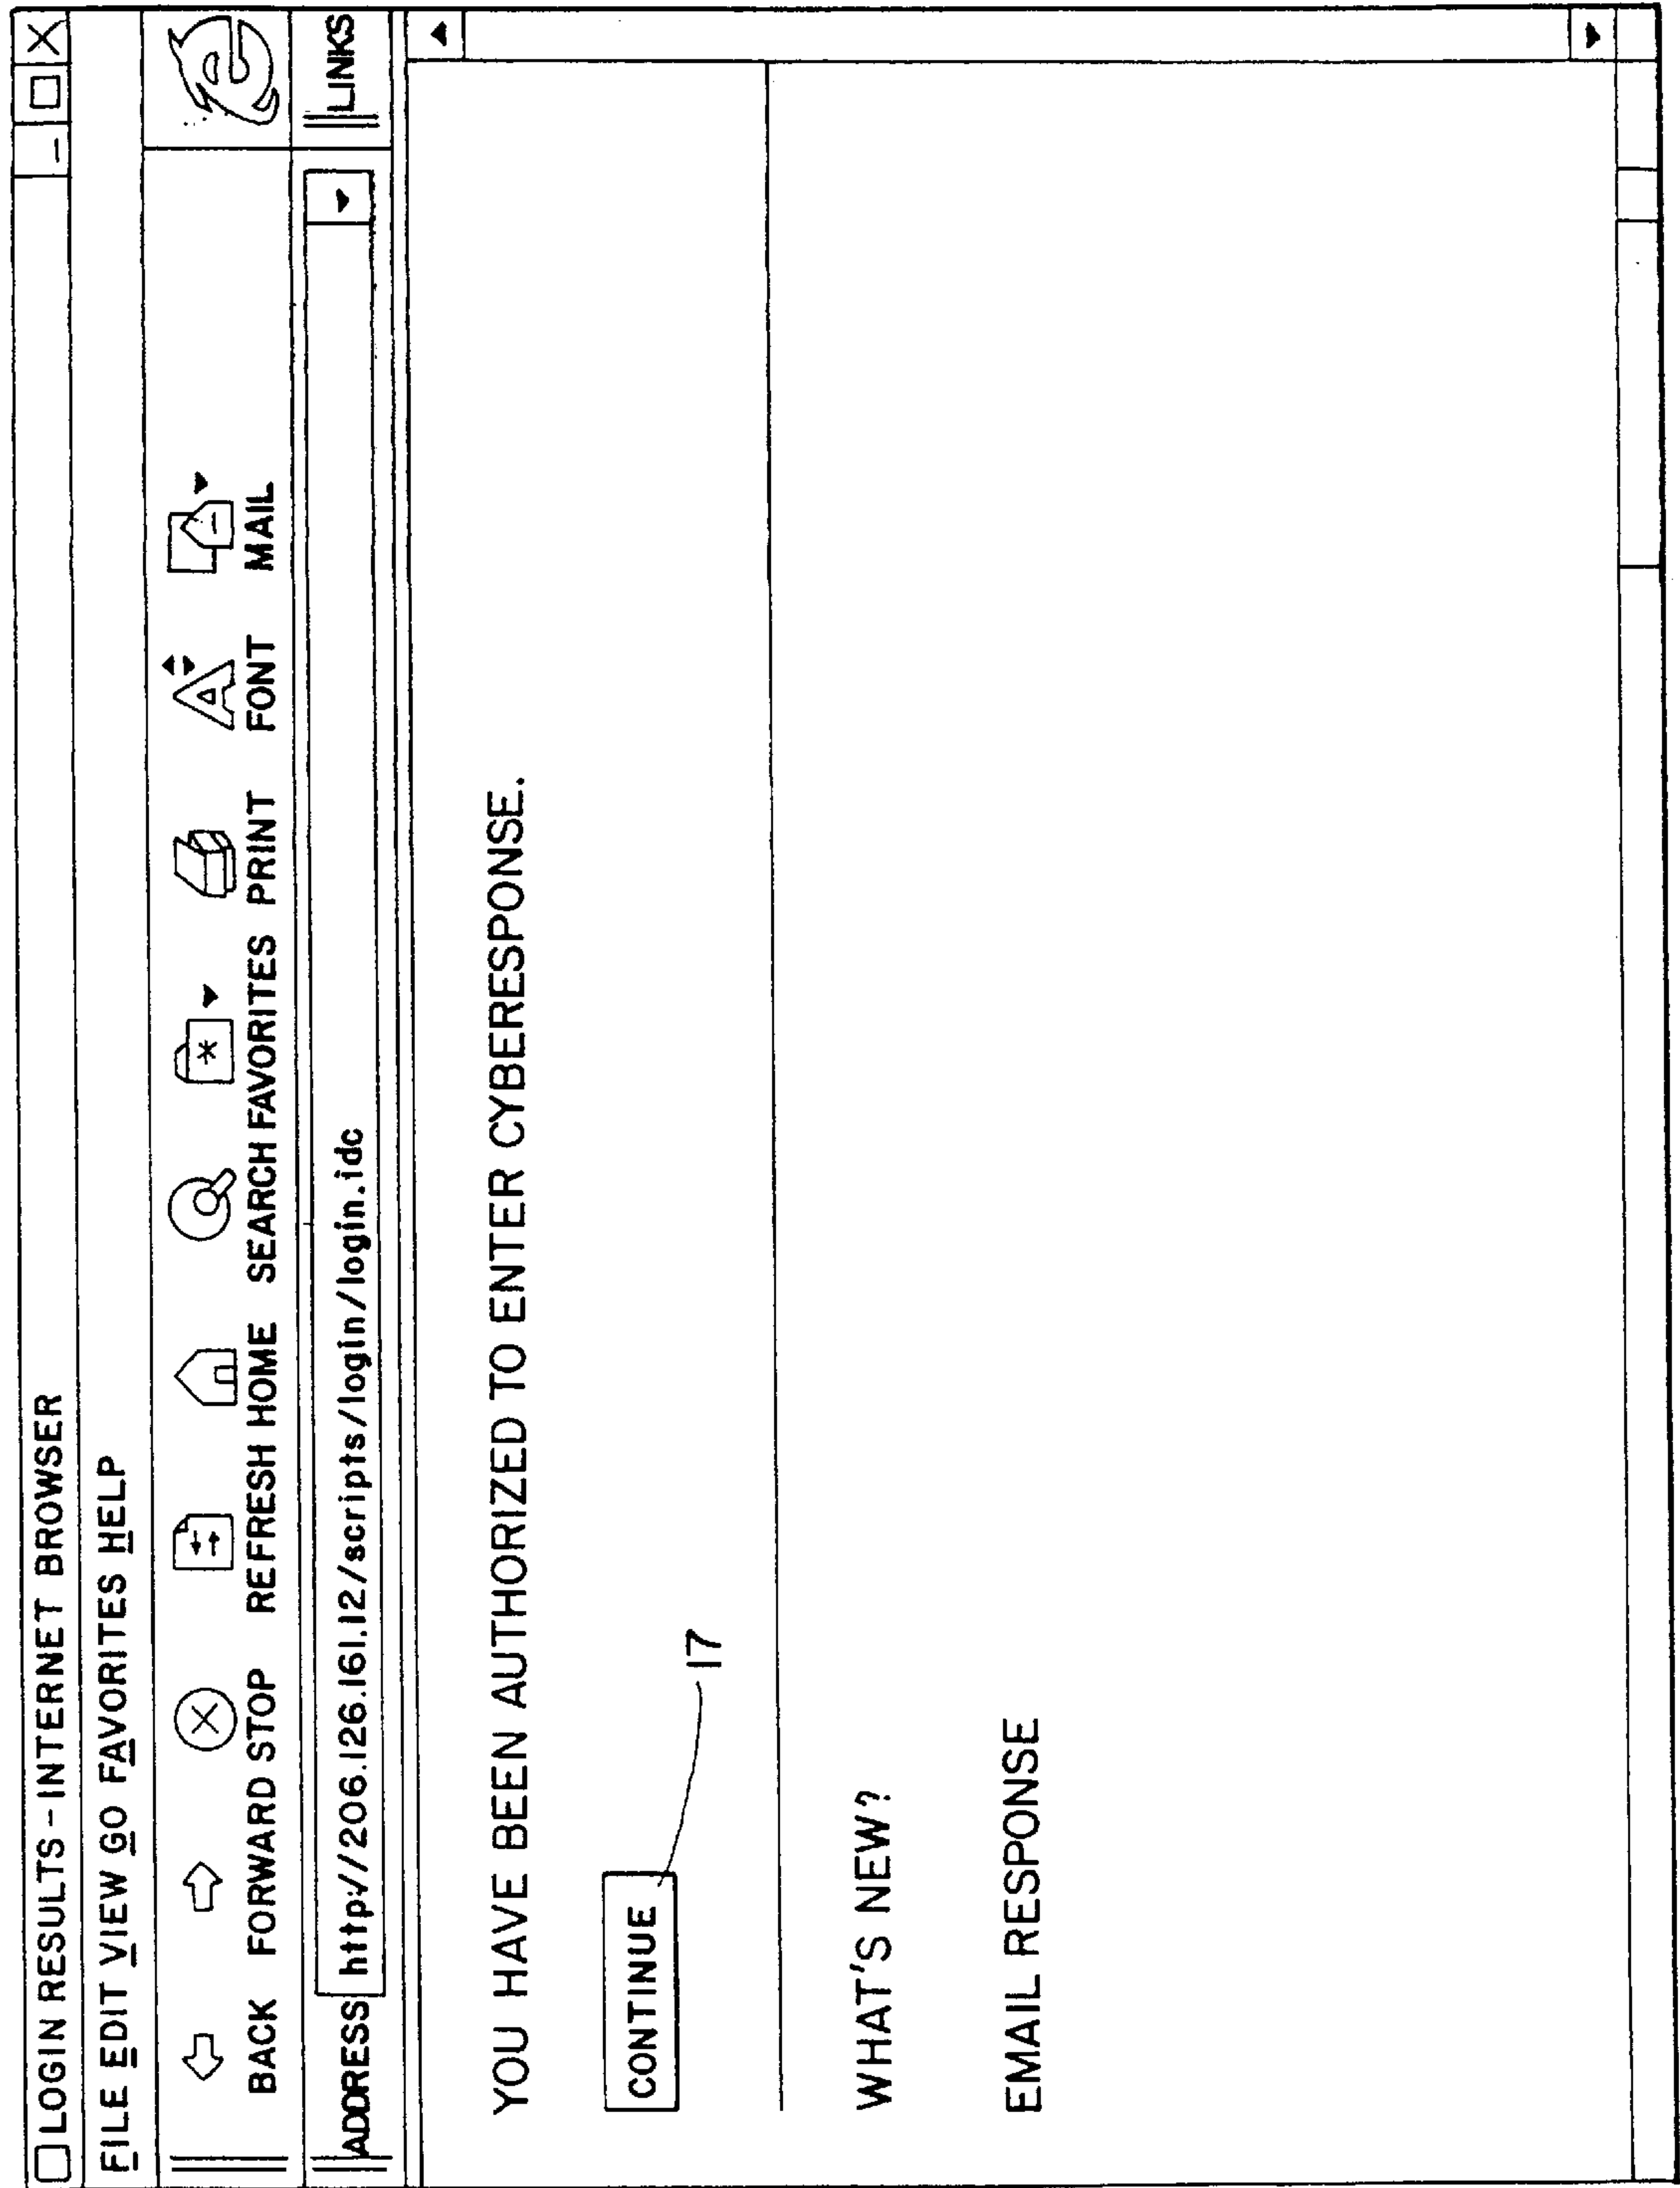 LOGIN RESULTS - INTERNET BROWSER
FILE EDIT VIEW GO FAVORITES HELP
BACK FORWARD STOP REFRESH HOME SEARCH FAVORITES PRINT FONT MAIL
ADDRESS http://206.126.161.12/scripts/login/login.idc LINKS
YOU HAVE BEEN AUTHORIZED TO ENTER CYBERESPONSE.
CONTINUE
17
WHAT'S NEW?
EMAIL RESPONSE